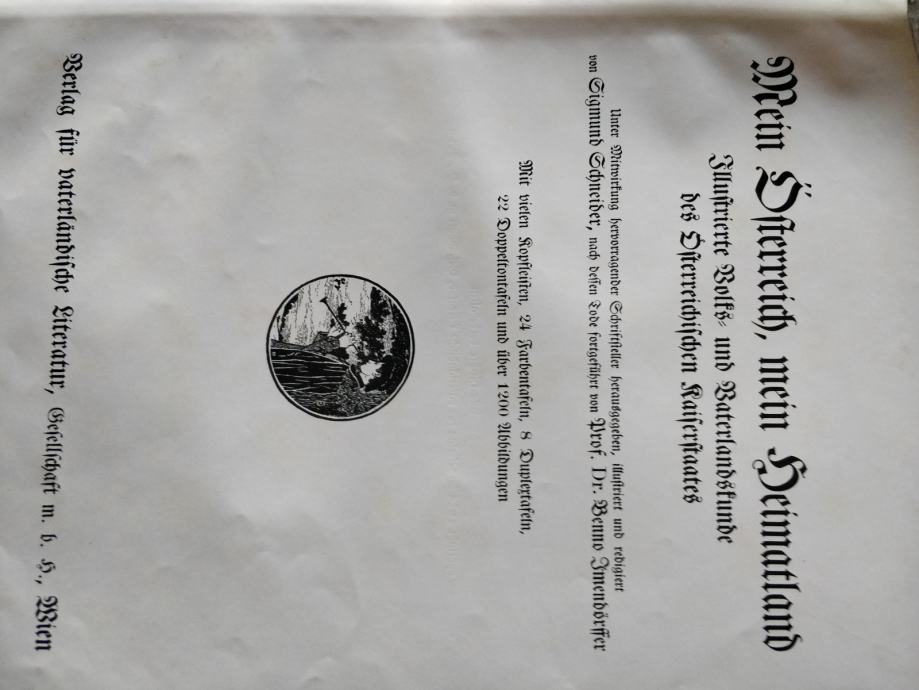 Mein Österreich, mein Heimatland
Illustrierte Volks- und Vaterlandskunde
des Österreichischen Kaiserstaates
Unter Mitwirkung hervorragender Schriftsteller herausgegeben, illustriert und redigiert
von Sigmund Schneider, nach dessen Tode fortgeführt von Prof. Dr. Benno Imendörffer
Mit vielen Kopfleisten, 24 Farbentafeln, 8 Duplextafeln,
22 Doppeltontafeln und über 1200 Abbildungen
Verlag für vaterländische Literatur, Gesellschaft m. b. H., Wien